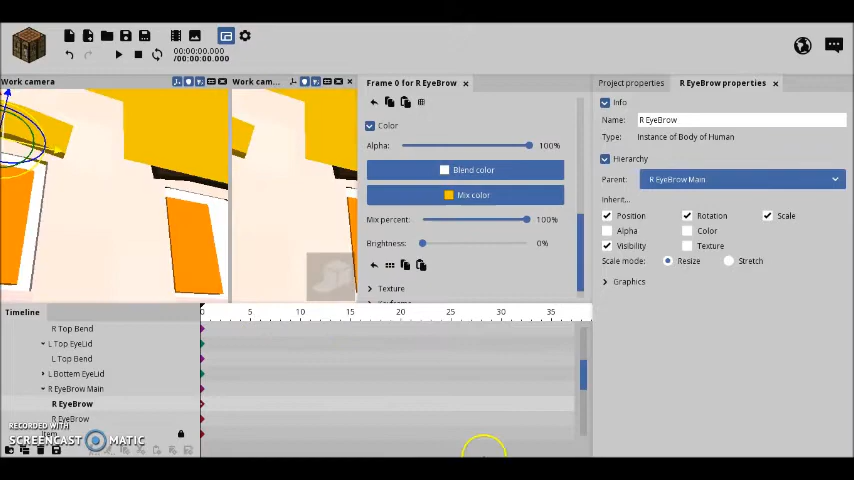 00:00:00.000
/00:00:00.000
Work camera
Work cam...
Frame 0 for R EyeBrow
Color
Alpha: 100%
Blend color
Mix color
Mix percent: 100%
Brightness: 0%
Texture
Keyframe
Project properties
R EyeBrow properties
Info
Name: R EyeBrow
Type: Instance of Body of Human
Hierarchy
Parent: R EyeBrow Main
Inherit...
Position Rotation Scale
Alpha Color
Visibility Texture
Scale mode: Resize Stretch
Graphics
Timeline
0 5 10 15 20 25 30 35
R Top Bend
L Top EyeLid
L Top Bend
L Bottem EyeLid
R EyeBrow Main
R EyeBrow
R EyeBrow
Item
RECORDED WITH
SCREENCAST MATIC